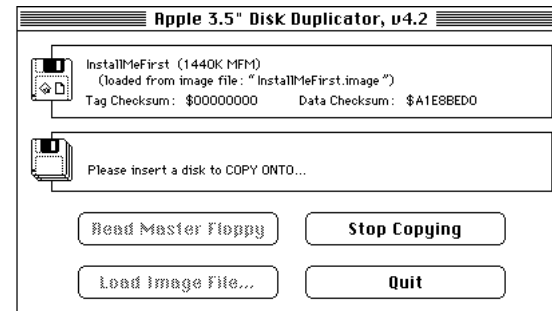 Apple 3.5" Disk Duplicator, v4.2
InstallMeFirst (1440K MFM)
(loaded from image file: "InstallMeFirst.image")
Tag Checksum: $00000000 Data Checksum: $A1E8BED0
Please insert a disk to COPY ONTO...
Read Master Floppy Stop Copying
Load Image File... Quit